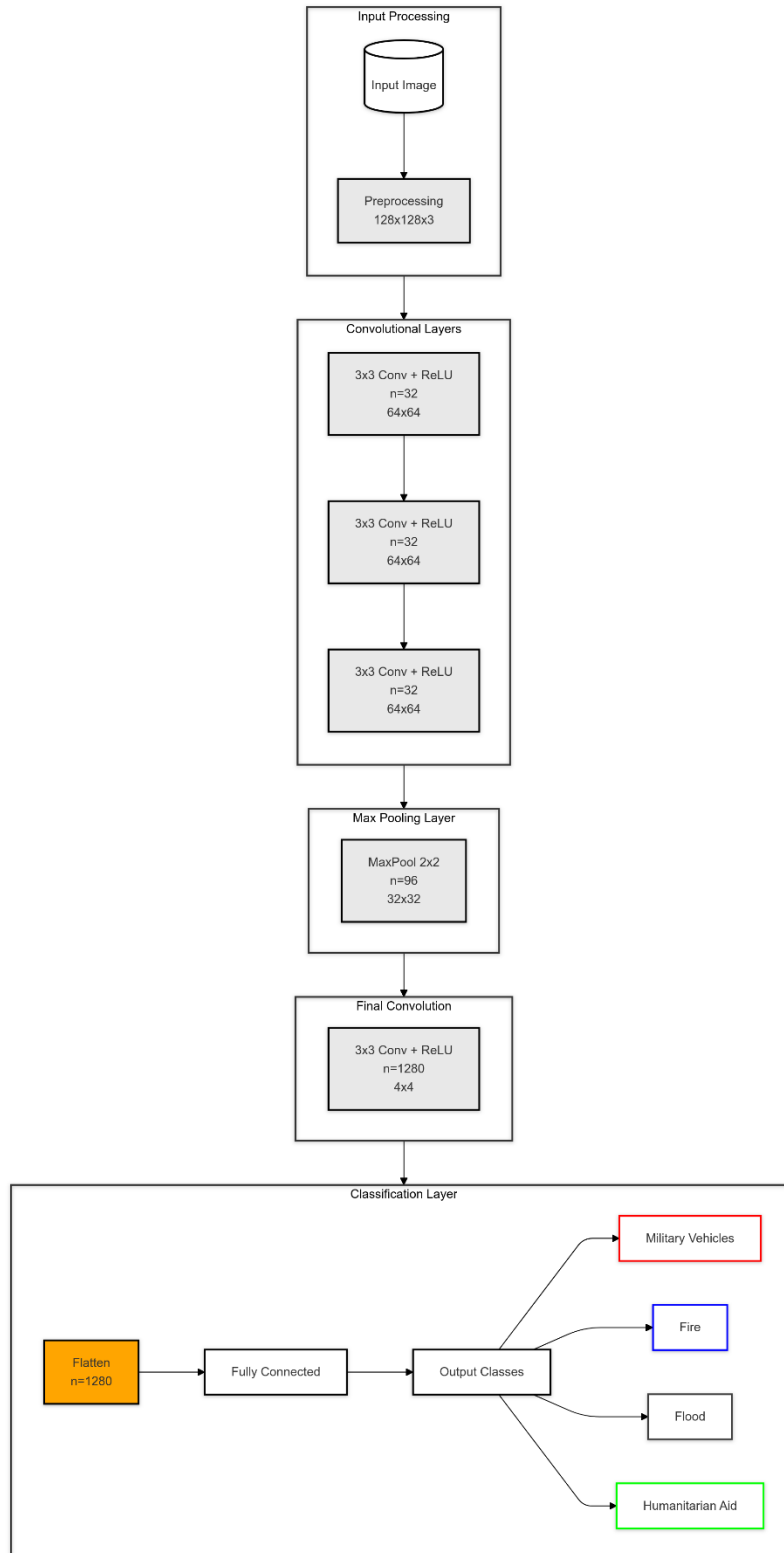 Input Processing
Input Image
Preprocessing
128x128x3
Convolutional Layers
3x3 Conv + ReLU
n=32
64x64
3x3 Conv + ReLU
n=32
64x64
3x3 Conv + ReLU
n=32
64x64
Max Pooling Layer
MaxPool 2x2
n=96
32x32
Final Convolution
3x3 Conv + ReLU
n=1280
4x4
Classification Layer
Flatten
n=1280
Fully Connected
Output Classes
Military Vehicles
Fire
Flood
Humanitarian Aid